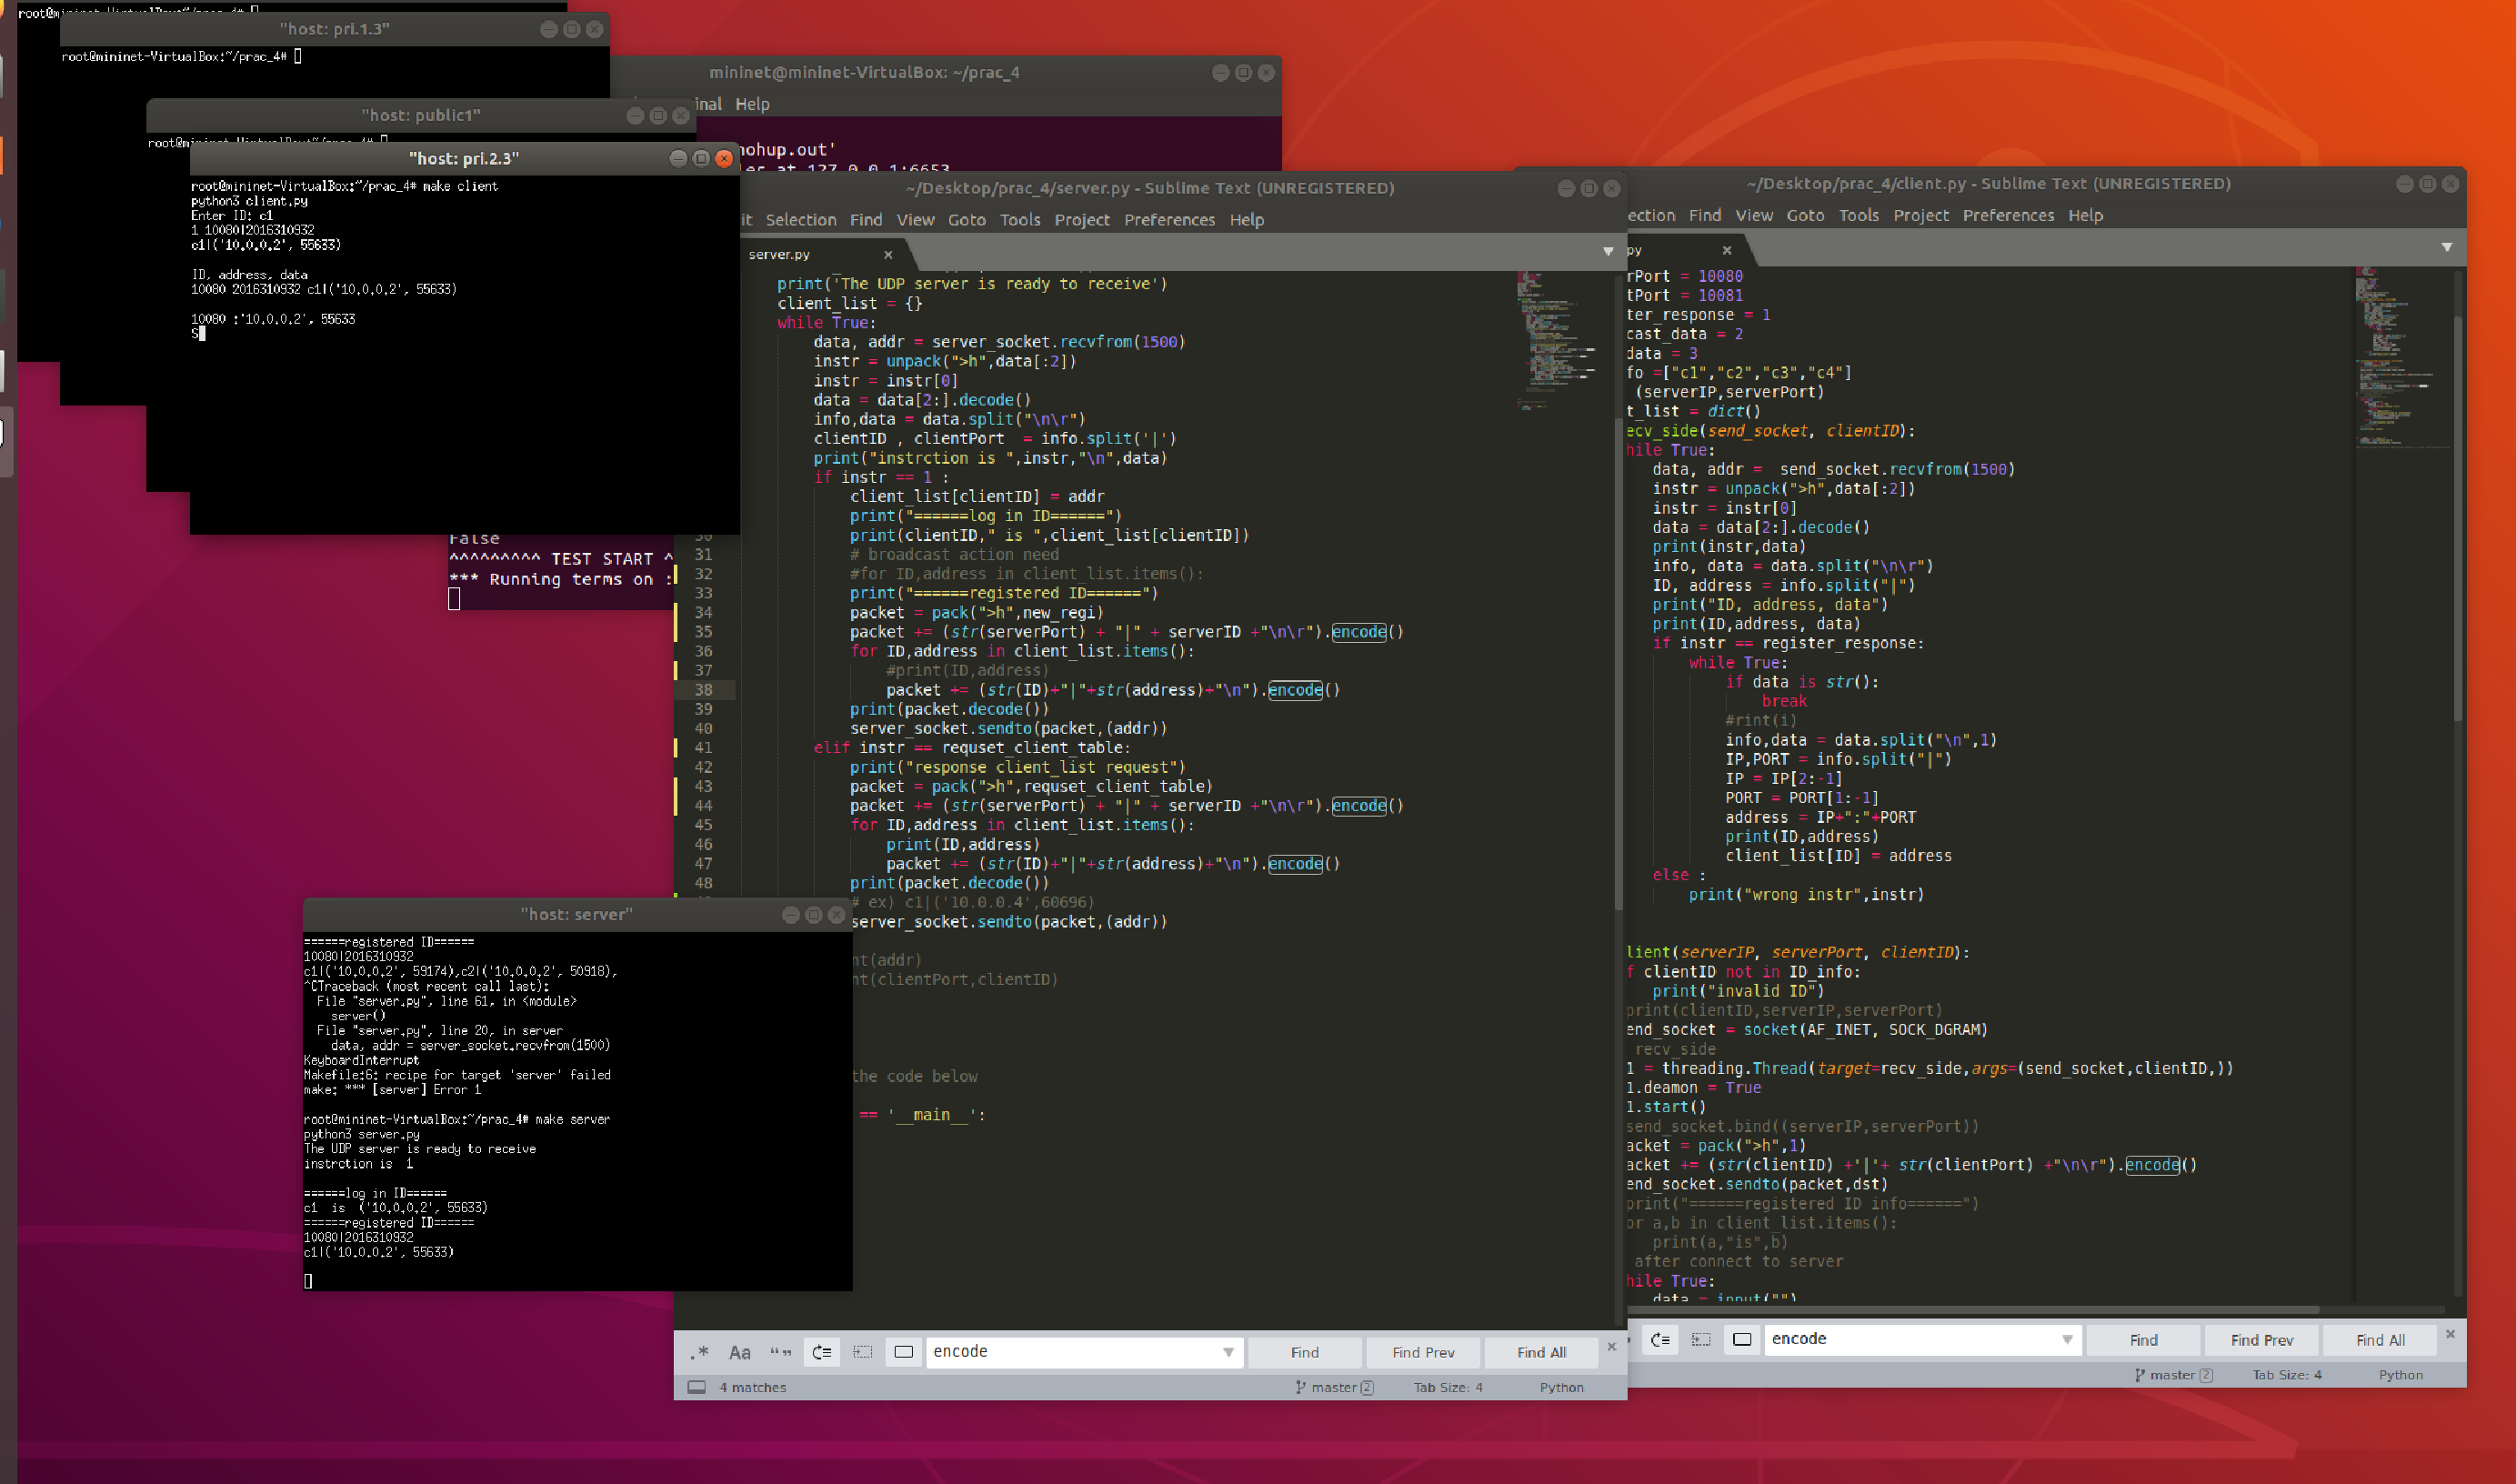 root@mininet-VirtualBox:~/prac_4#
"host: pri.1.3"
root@mininet-VirtualBox:~/prac_4#
"host: public1"
"host: pri.2.3"
root@mininet-VirtualBox:~/prac_4# make client
python3 client.py
Enter ID: c1
1 10080|2016310932
c1|('10.0.0.2', 55633)
ID, address, data
10080 2016310932 c1|('10.0.0.2', 55633)
10080 :'10.0.0.2', 55633
S
mininet@mininet-VirtualBox: ~/prac_4
inal Help
nohup.out'
ler at 127.0.0.1:6653
False
^^^^^^^^^ TEST START ^
*** Running terms on :
"host: server"
======registered ID======
10080|2016310932
c1|('10.0.0.2', 59174),c2|('10.0.0.2', 50918),
^CTraceback (most recent call last):
File "server.py", line 61, in <module>
server()
File "server.py", line 20, in server
data, addr = server_socket.recvfrom(1500)
KeyboardInterrupt
Makefile:6: recipe for target 'server' failed
make: *** [server] Error 1
root@mininet-VirtualBox:~/prac_4# make server
python3 server.py
The UDP server is ready to receive
instrction is  1
======log in ID======
c1  is  ('10.0.0.2', 55633)
======registered ID======
10080|2016310932
c1|('10.0.0.2', 55633)
~/Desktop/prac_4/server.py - Sublime Text (UNREGISTERED)
it Selection Find View Goto Tools Project Preferences Help
server.py
print('The UDP server is ready to receive')
client_list = {}
while True:
data, addr = server_socket.recvfrom(1500)
instr = unpack(">h",data[:2])
instr = instr[0]
data = data[2:].decode()
info,data = data.split("\n\r")
clientID , clientPort  = info.split('|')
print("instrction is ",instr,"\n",data)
if instr == 1 :
client_list[clientID] = addr
print("======log in ID======")
30 print(clientID," is ",client_list[clientID])
31 # broadcast action need
32 #for ID,address in client_list.items():
33 print("======registered ID======")
34 packet = pack(">h",new_regi)
35 packet += (str(serverPort) + "|" + serverID +"\n\r").encode()
36 for ID,address in client_list.items():
37 #print(ID,address)
38 packet += (str(ID)+"|"+str(address)+"\n").encode()
39 print(packet.decode())
40 server_socket.sendto(packet,(addr))
41 elif instr == requset_client_table:
42 print("response client_list request")
43 packet = pack(">h",requset_client_table)
44 packet += (str(serverPort) + "|" + serverID +"\n\r").encode()
45 for ID,address in client_list.items():
46 print(ID,address)
47 packet += (str(ID)+"|"+str(address)+"\n").encode()
48 print(packet.decode())
# ex) c1|('10.0.0.4',60696)
server_socket.sendto(packet,(addr))
nt(addr)
nt(clientPort,clientID)
the code below
== '__main__':
.* Aa “” encode Find Find Prev Find All
4 matches master 2 Tab Size: 4 Python
~/Desktop/prac_4/client.py - Sublime Text (UNREGISTERED)
ection Find View Goto Tools Project Preferences Help
py
rPort = 10080
tPort = 10081
ter_response = 1
cast_data = 2
data = 3
fo =["c1","c2","c3","c4"]
(serverIP,serverPort)
t_list = dict()
ecv_side(send_socket, clientID):
hile True:
data, addr =  send_socket.recvfrom(1500)
instr = unpack(">h",data[:2])
instr = instr[0]
data = data[2:].decode()
print(instr,data)
info, data = data.split("\n\r")
ID, address = info.split("|")
print("ID, address, data")
print(ID,address, data)
if instr == register_response:
while True:
if data is str():
break
#rint(i)
info,data = data.split("\n",1)
IP,PORT = info.split("|")
IP = IP[2:-1]
PORT = PORT[1:-1]
address = IP+":"+PORT
print(ID,address)
client_list[ID] = address
else :
print("wrong instr",instr)
lient(serverIP, serverPort, clientID):
f clientID not in ID_info:
print("invalid ID")
print(clientID,serverIP,serverPort)
end_socket = socket(AF_INET, SOCK_DGRAM)
recv_side
1 = threading.Thread(target=recv_side,args=(send_socket,clientID,))
1.deamon = True
1.start()
send_socket.bind((serverIP,serverPort))
acket = pack(">h",1)
acket += (str(clientID) +'|'+ str(clientPort) +"\n\r").encode()
end_socket.sendto(packet,dst)
print("======registered ID info======")
or a,b in client_list.items():
print(a,"is",b)
after connect to server
hile True:
data = input("")
encode Find Find Prev Find All
master 2 Tab Size: 4 Python